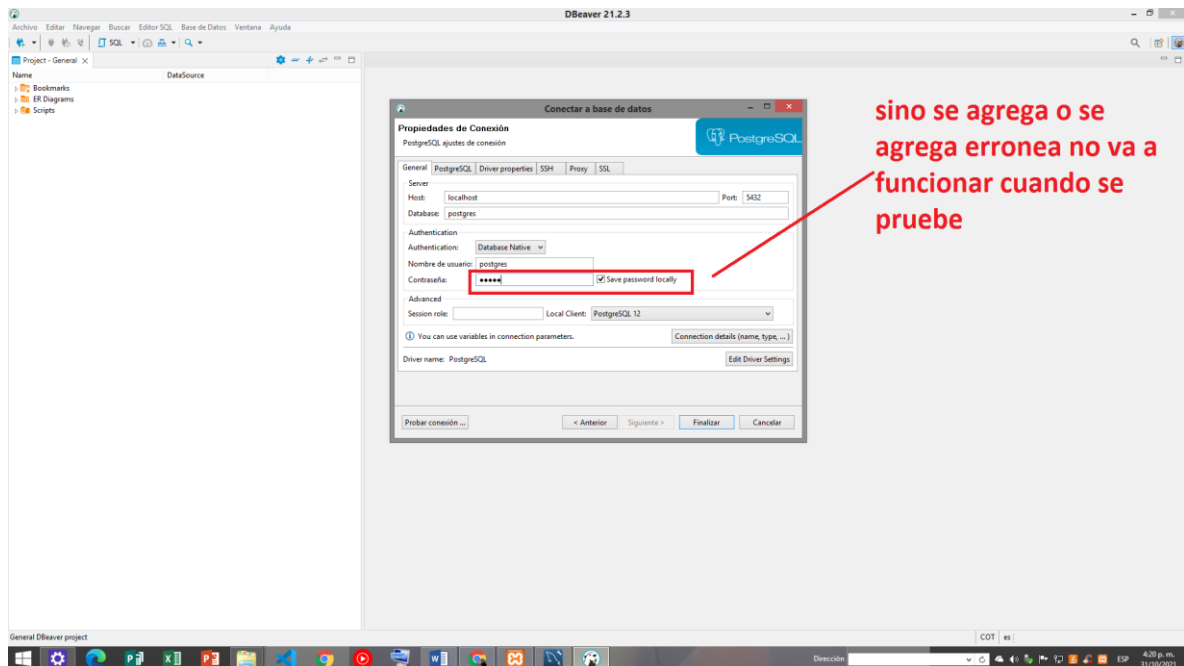 DBeaver 21.2.3
Archivo Editar Navegar Buscar Editor SQL Base de Datos Ventana Ayuda
SQL
Project - General
Name DataSource
Bookmarks
ER Diagrams
Scripts
Conectar a base de datos
Propiedades de Conexión
PostgreSQL ajustes de conexión
PostgreSQL
General PostgreSQL Driver properties SSH Proxy SSL
Server
Host: localhost Port: 5432
Database: postgres
Authentication
Authentication: Database Native
Nombre de usuario: postgres
Contraseña: ••••• Save password locally
Advanced
Session role: Local Client: PostgreSQL 12
You can use variables in connection parameters. Connection details (name, type, ... )
Driver name: PostgreSQL Edit Driver Settings
Probar conexión ... < Anterior Siguiente > Finalizar Cancelar
sino se agrega o se
agrega erronea no va a
funcionar cuando se
pruebe
General DBeaver project COT es
Dirección ESP 4:20 p. m.
31/10/2021